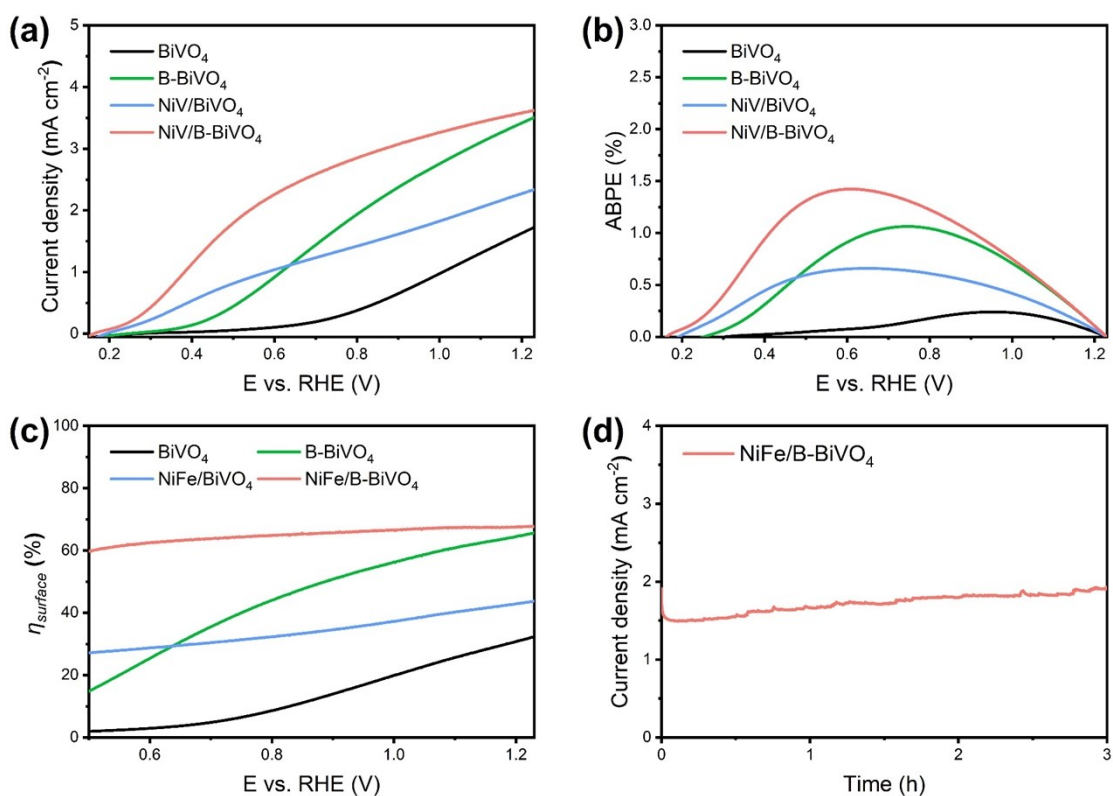 (a)
5
4
3
2
1
0
Current density (mA cm⁻²)
BiVO₄
B-BiVO₄
NiV/BiVO₄
NiV/B-BiVO₄
0.2 0.4 0.6 0.8 1.0 1.2
E vs. RHE (V)
(b)
3.0
2.5
2.0
1.5
1.0
0.5
0.0
ABPE (%)
BiVO₄
B-BiVO₄
NiV/BiVO₄
NiV/B-BiVO₄
0.2 0.4 0.6 0.8 1.0 1.2
E vs. RHE (V)
(c)
100
80
60
40
20
0
ηsurface (%)
BiVO₄ B-BiVO₄
NiFe/BiVO₄ NiFe/B-BiVO₄
0.6 0.8 1.0 1.2
E vs. RHE (V)
(d)
4
3
2
1
0
Current density (mA cm⁻²)
NiFe/B-BiVO₄
0 1 2 3
Time (h)